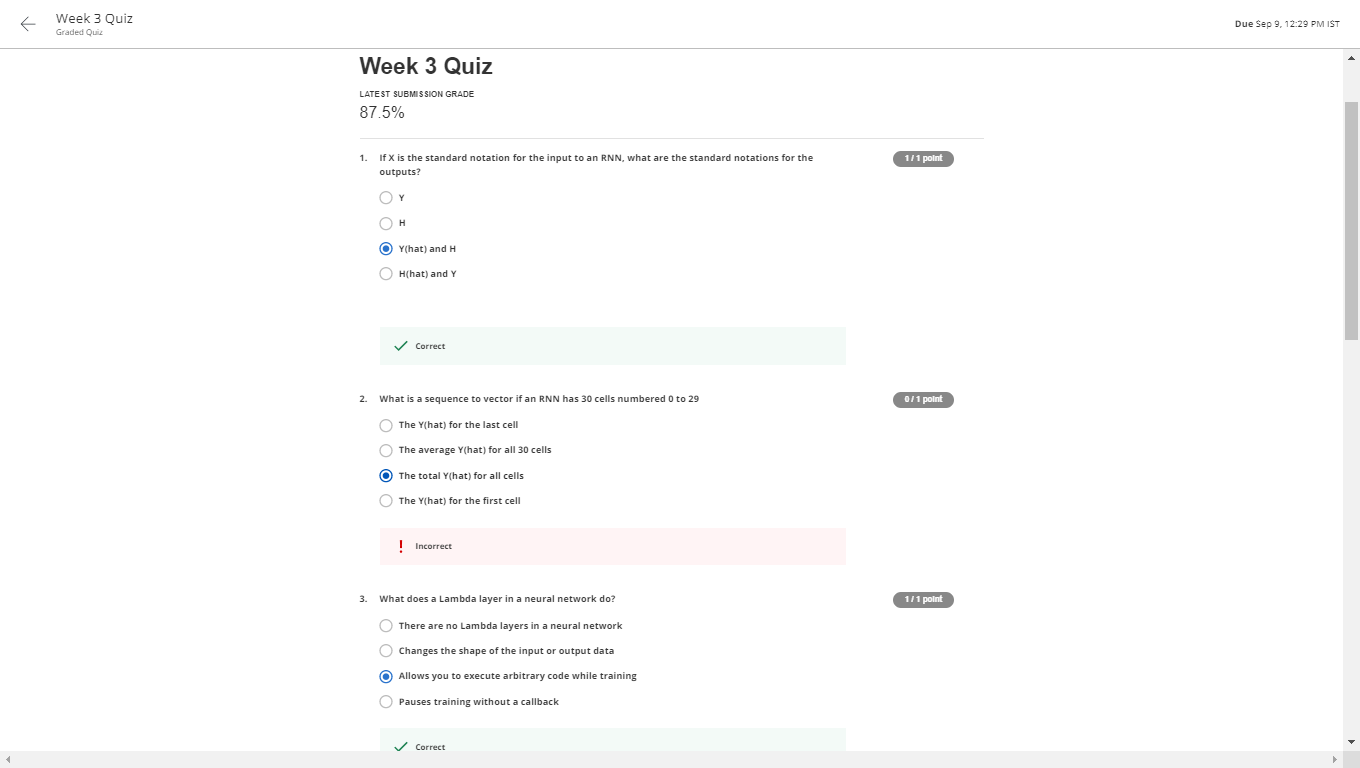 Week 3 Quiz
Graded Quiz
Due Sep 9, 12:29 PM IST
Week 3 Quiz
LATEST SUBMISSION GRADE
87.5%
1. If X is the standard notation for the input to an RNN, what are the standard notations for the
outputs?
1 / 1 point
Y
H
Y(hat) and H
H(hat) and Y
Correct
2. What is a sequence to vector if an RNN has 30 cells numbered 0 to 29
0 / 1 point
The Y(hat) for the last cell
The average Y(hat) for all 30 cells
The total Y(hat) for all cells
The Y(hat) for the first cell
Incorrect
3. What does a Lambda layer in a neural network do?
1 / 1 point
There are no Lambda layers in a neural network
Changes the shape of the input or output data
Allows you to execute arbitrary code while training
Pauses training without a callback
Correct